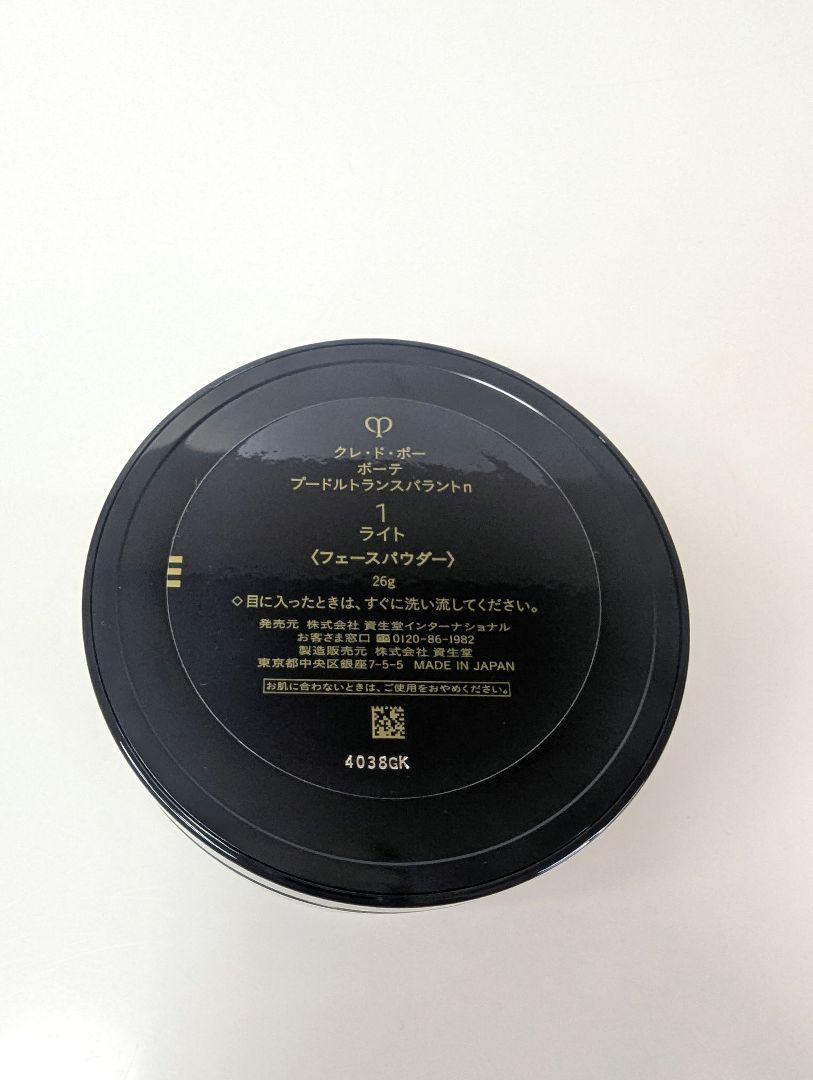 クレ・ド・ポー
ボーテ
プードルトランスパラントn
1
ライト
〈フェースパウダー〉
26g
◇目に入ったときは、すぐに洗い流してください。
発売元 株式会社 資生堂インターナショナル
お客さま窓口 0120-86-1982
製造販売元 株式会社 資生堂
東京都中央区銀座7-5-5 MADE IN JAPAN
お肌に合わないときは、ご使用をおやめください。
4038GK